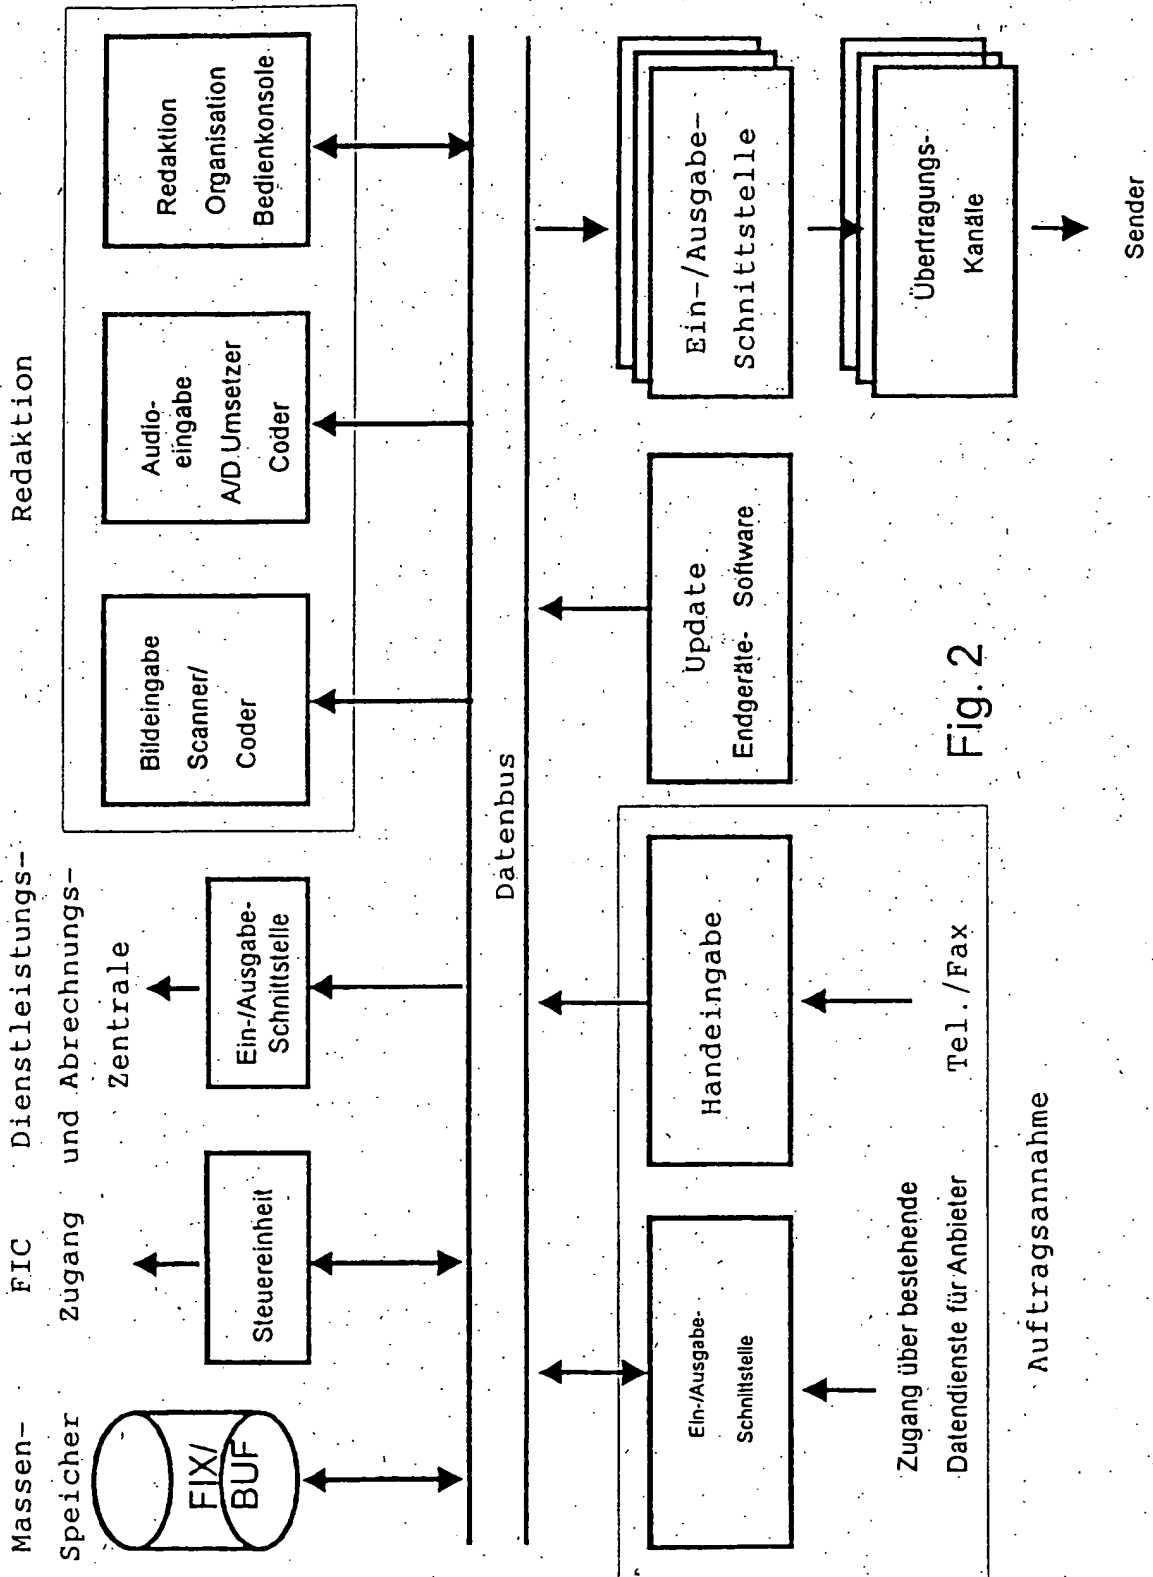 Massen-
Speicher
FIX/
BUF
FIC
Zugang
Steuereinheit
Dienstleistungs-
und Abrechnungs-
Zentrale
Ein-/Ausgabe-
Schnittstelle
Redaktion
Bildeingabe
Scanner/
Coder
Audio-
eingabe
A/D.Umsetzer
Coder
Redaktion
Organisation
Bedienkonsole
Datenbus
Ein-/Ausgabe-
Schnittstelle
Zugang über bestehende
Datendienste für Anbieter
Handeingabe
Tel./Fax
Auftragsannahme
Update
Endgeräte- Software
Ein-/Ausgabe-
Schnittstelle
Übertragungs-
Kanäle
Sender
Fig. 2